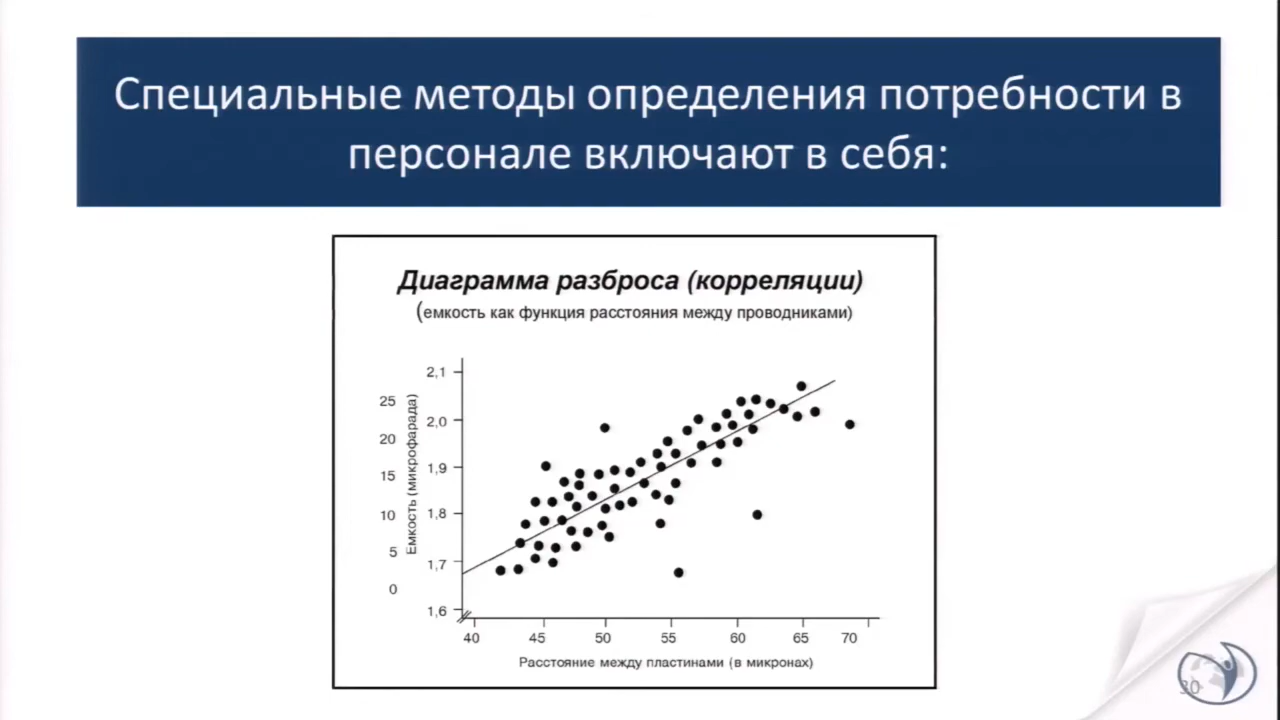 Специальные методы определения потребности в
персонале включают в себя:
Диаграмма разброса (корреляции)
(емкость как функция расстояния между проводниками)
25
20
15
10
5
0
Емкость (микрофарада)
2,1
2,0
1,9
1,8
1,7
1,6
40 45 50 55 60 65 70
Расстояние между пластинами (в микронах)
30